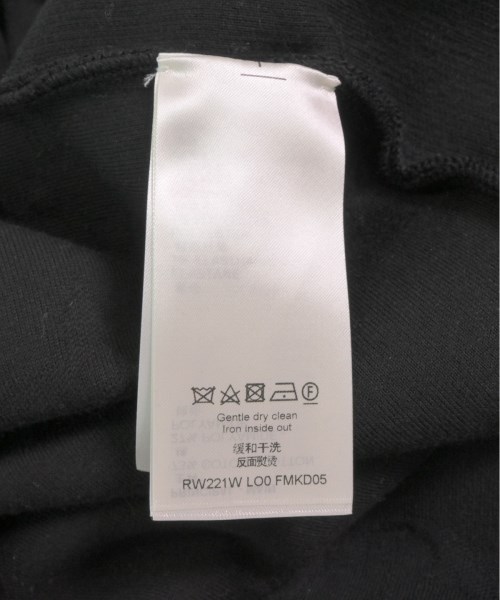 Gentle dry clean
Iron inside out
缓和干洗
反面熨烫
RW221W LO0 FMKD05